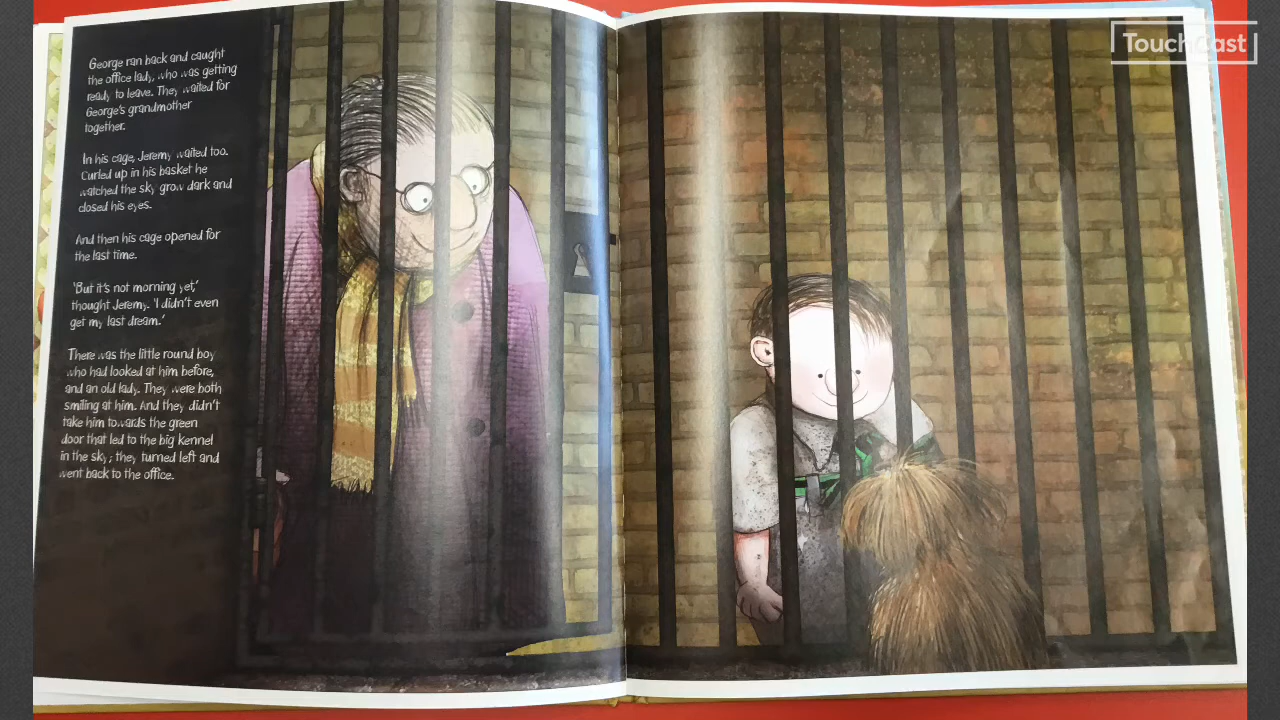 George ran back and caught
the office lady, who was getting
ready to leave. They waited for
George's grandmother
together.
In his cage, Jeremy waited too.
Curled up in his basket he
watched the sky grow dark and
closed his eyes.
And then his cage opened for
the last time.
'But it's not morning yet,'
thought Jeremy. 'I didn't even
get my last dream.'
There was the little round boy
who had looked at him before,
and an old lady. They were both
smiling at him. And they didn't
take him towards the green
door that led to the big kennel
in the sky; they turned left and
went back to the office.
TouchCast